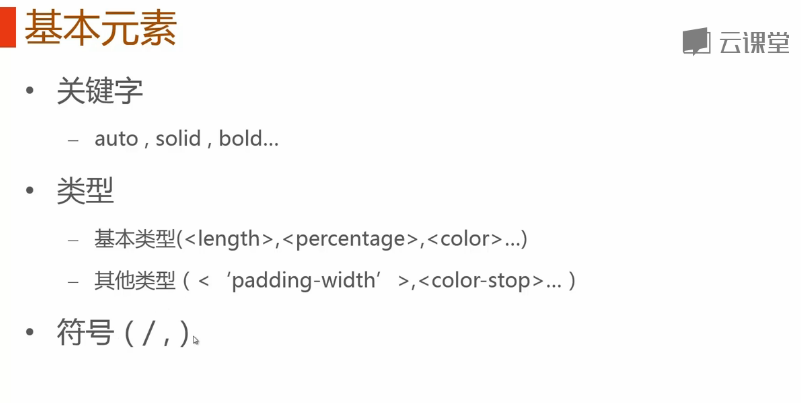 基本元素
云课堂
• 关键字
– auto , solid , bold...
• 类型
– 基本类型(<length>,<percentage>,<color>...)
– 其他类型（ <‘padding-width’>,<color-stop>... ）
• 符号 ( / , )